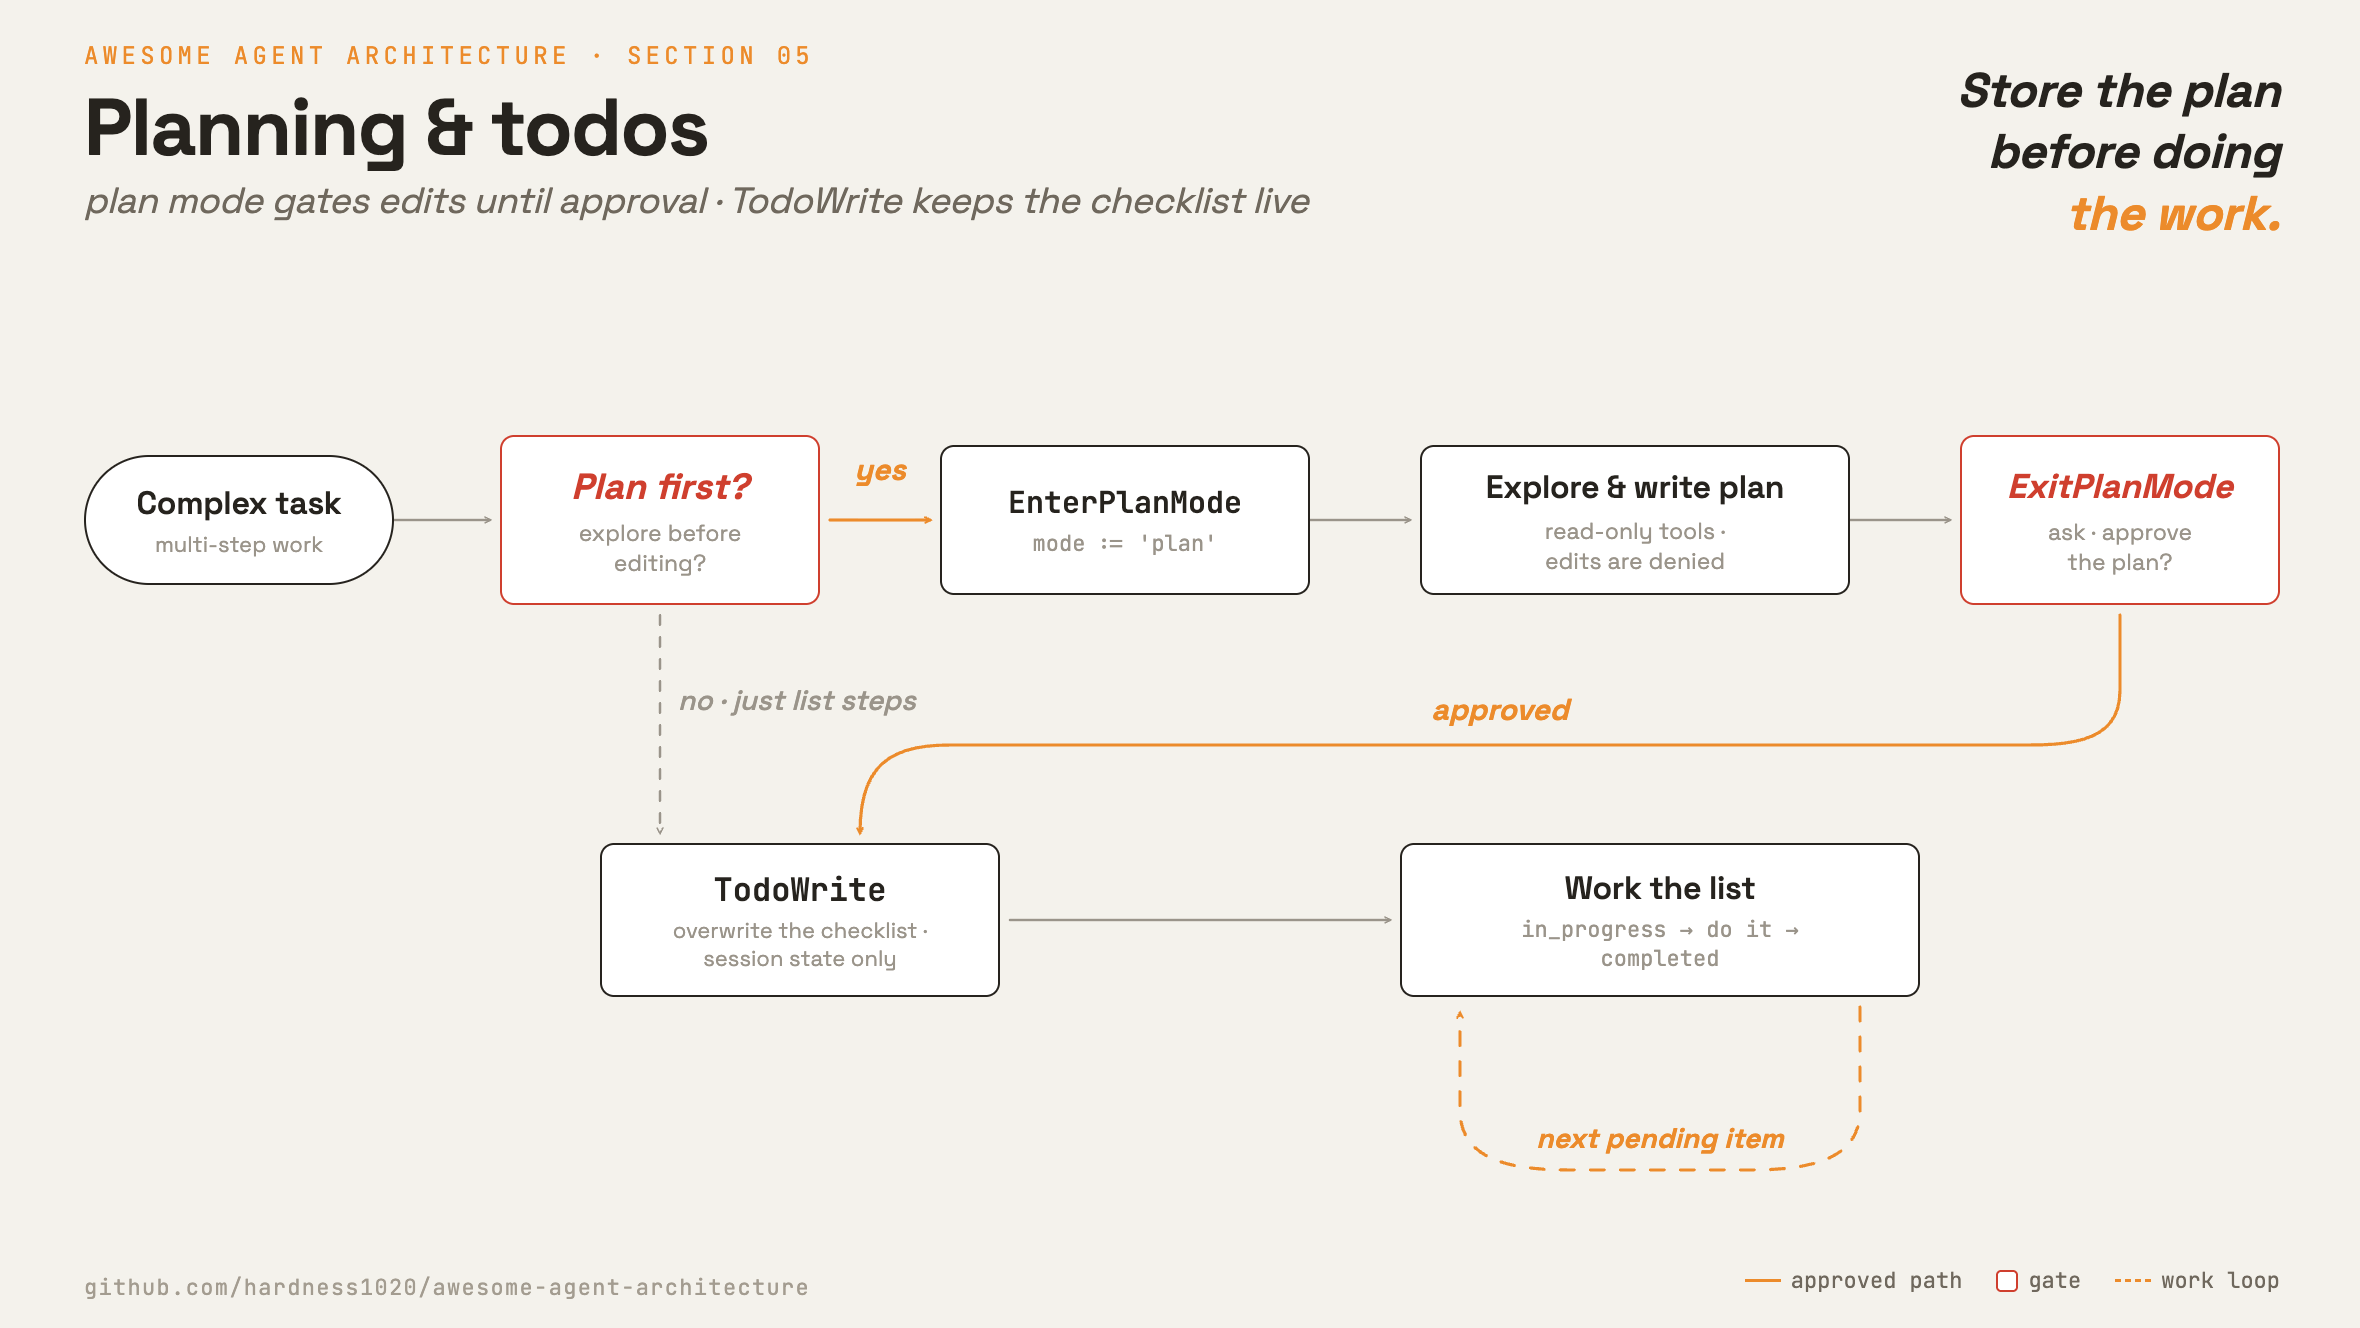 AWESOME AGENT ARCHITECTURE · SECTION 05
Planning & todos
plan mode gates edits until approval · TodoWrite keeps the checklist live
Store the plan
before doing
the work.
Complex task
multi-step work
Plan first?
explore before
editing?
yes
EnterPlanMode
mode := 'plan'
Explore & write plan
read-only tools ·
edits are denied
ExitPlanMode
ask · approve
the plan?
no · just list steps
approved
TodoWrite
overwrite the checklist ·
session state only
Work the list
in_progress → do it →
completed
next pending item
github.com/hardness1020/awesome-agent-architecture
approved path
gate
work loop